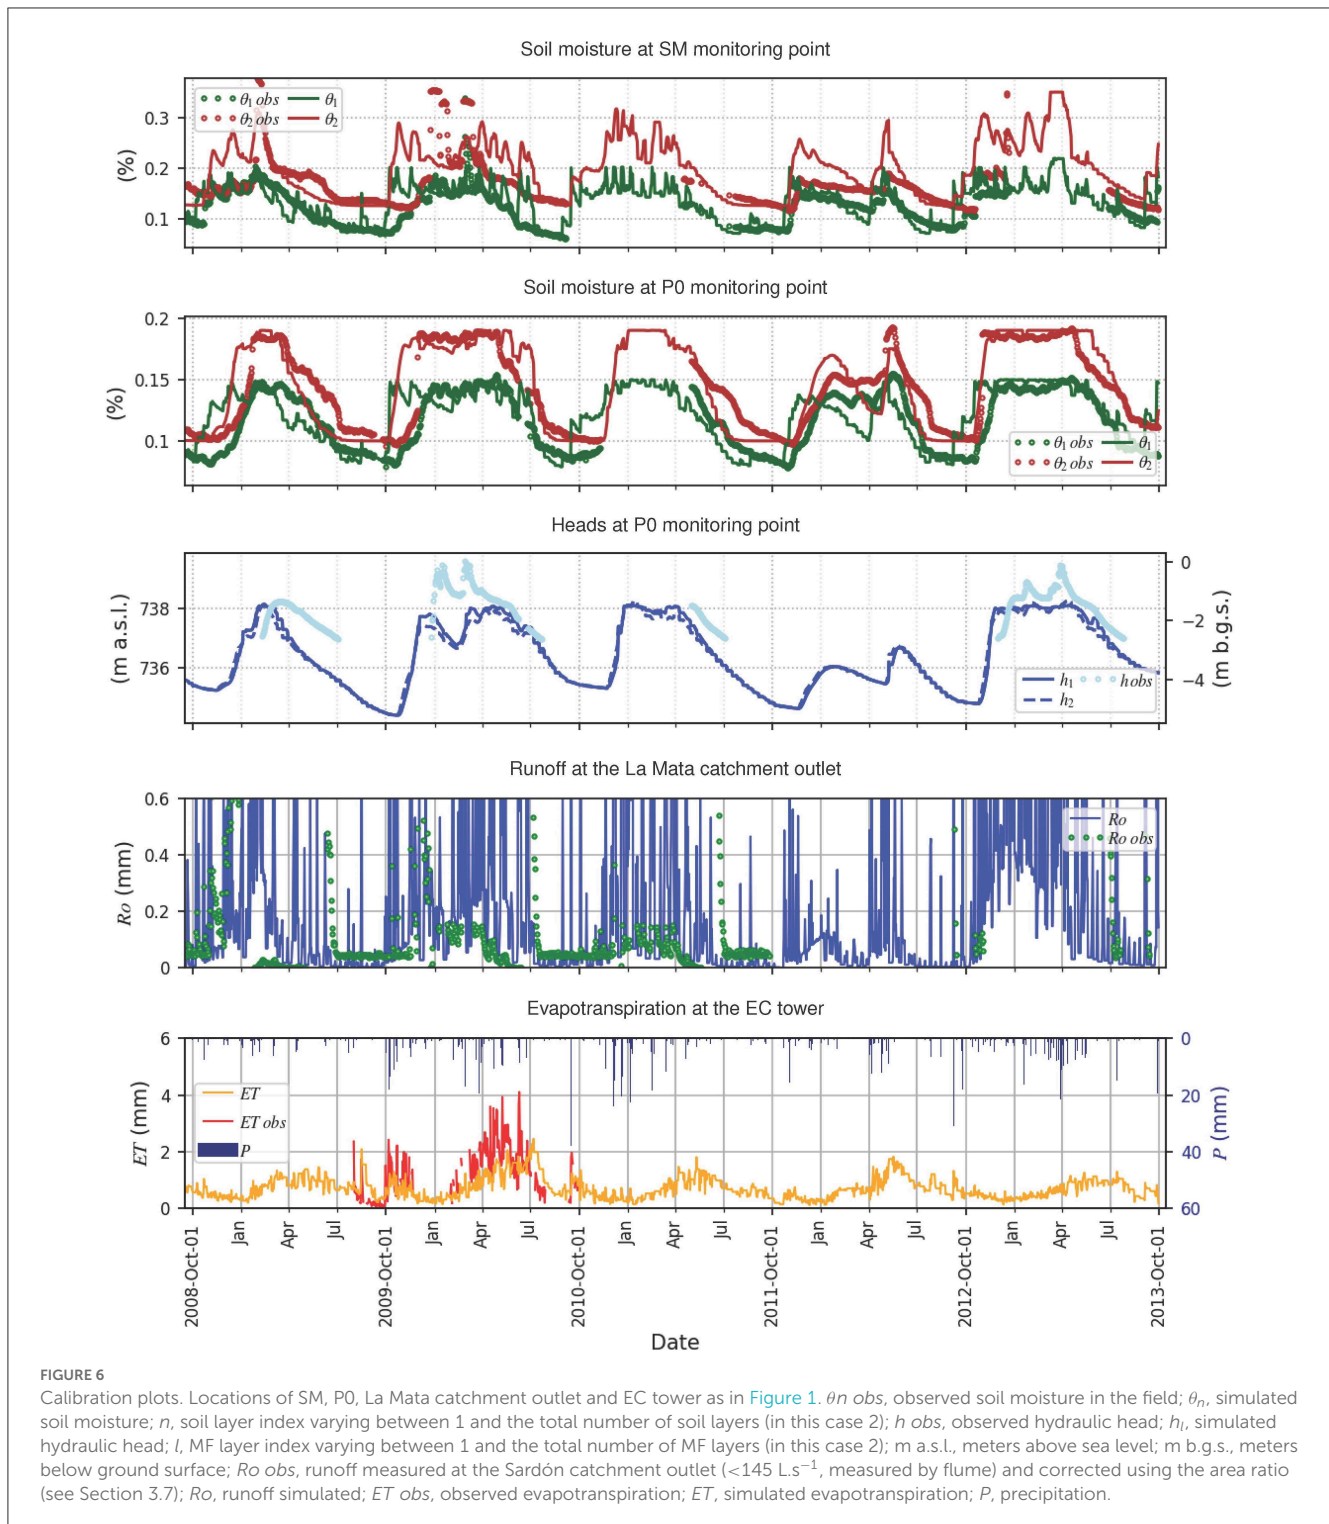 Soil moisture at SM monitoring point
θ1 obs θ1
θ2 obs θ2
0.3
0.2
0.1
(%)
Soil moisture at P0 monitoring point
0.2
0.15
0.1
(%)
θ1 obs θ1
θ2 obs θ2
Heads at P0 monitoring point
738
736
(m a.s.l.)
0
−2
−4
(m b.g.s.)
h1 h obs
h2
Runoff at the La Mata catchment outlet
0.6
0.4
0.2
0
Ro (mm)
Ro
Ro obs
Evapotranspiration at the EC tower
6
4
2
0
ET (mm)
ET
ET obs
P
0
20
40
60
P (mm)
2008-Oct-01 Jan Apr Jul 2009-Oct-01 Jan Apr Jul 2010-Oct-01 Jan Apr Jul 2011-Oct-01 Jan Apr Jul 2012-Oct-01 Jan Apr Jul 2013-Oct-01
Date
FIGURE 6
Calibration plots. Locations of SM, P0, La Mata catchment outlet and EC tower as in Figure 1. θn obs, observed soil moisture in the field; θn, simulated
soil moisture; n, soil layer index varying between 1 and the total number of soil layers (in this case 2); h obs, observed hydraulic head; hl, simulated
hydraulic head; l, MF layer index varying between 1 and the total number of MF layers (in this case 2); m a.s.l., meters above sea level; m b.g.s., meters
below ground surface; Ro obs, runoff measured at the Sardón catchment outlet (<145 L.s−1, measured by flume) and corrected using the area ratio
(see Section 3.7); Ro, runoff simulated; ET obs, observed evapotranspiration; ET, simulated evapotranspiration; P, precipitation.